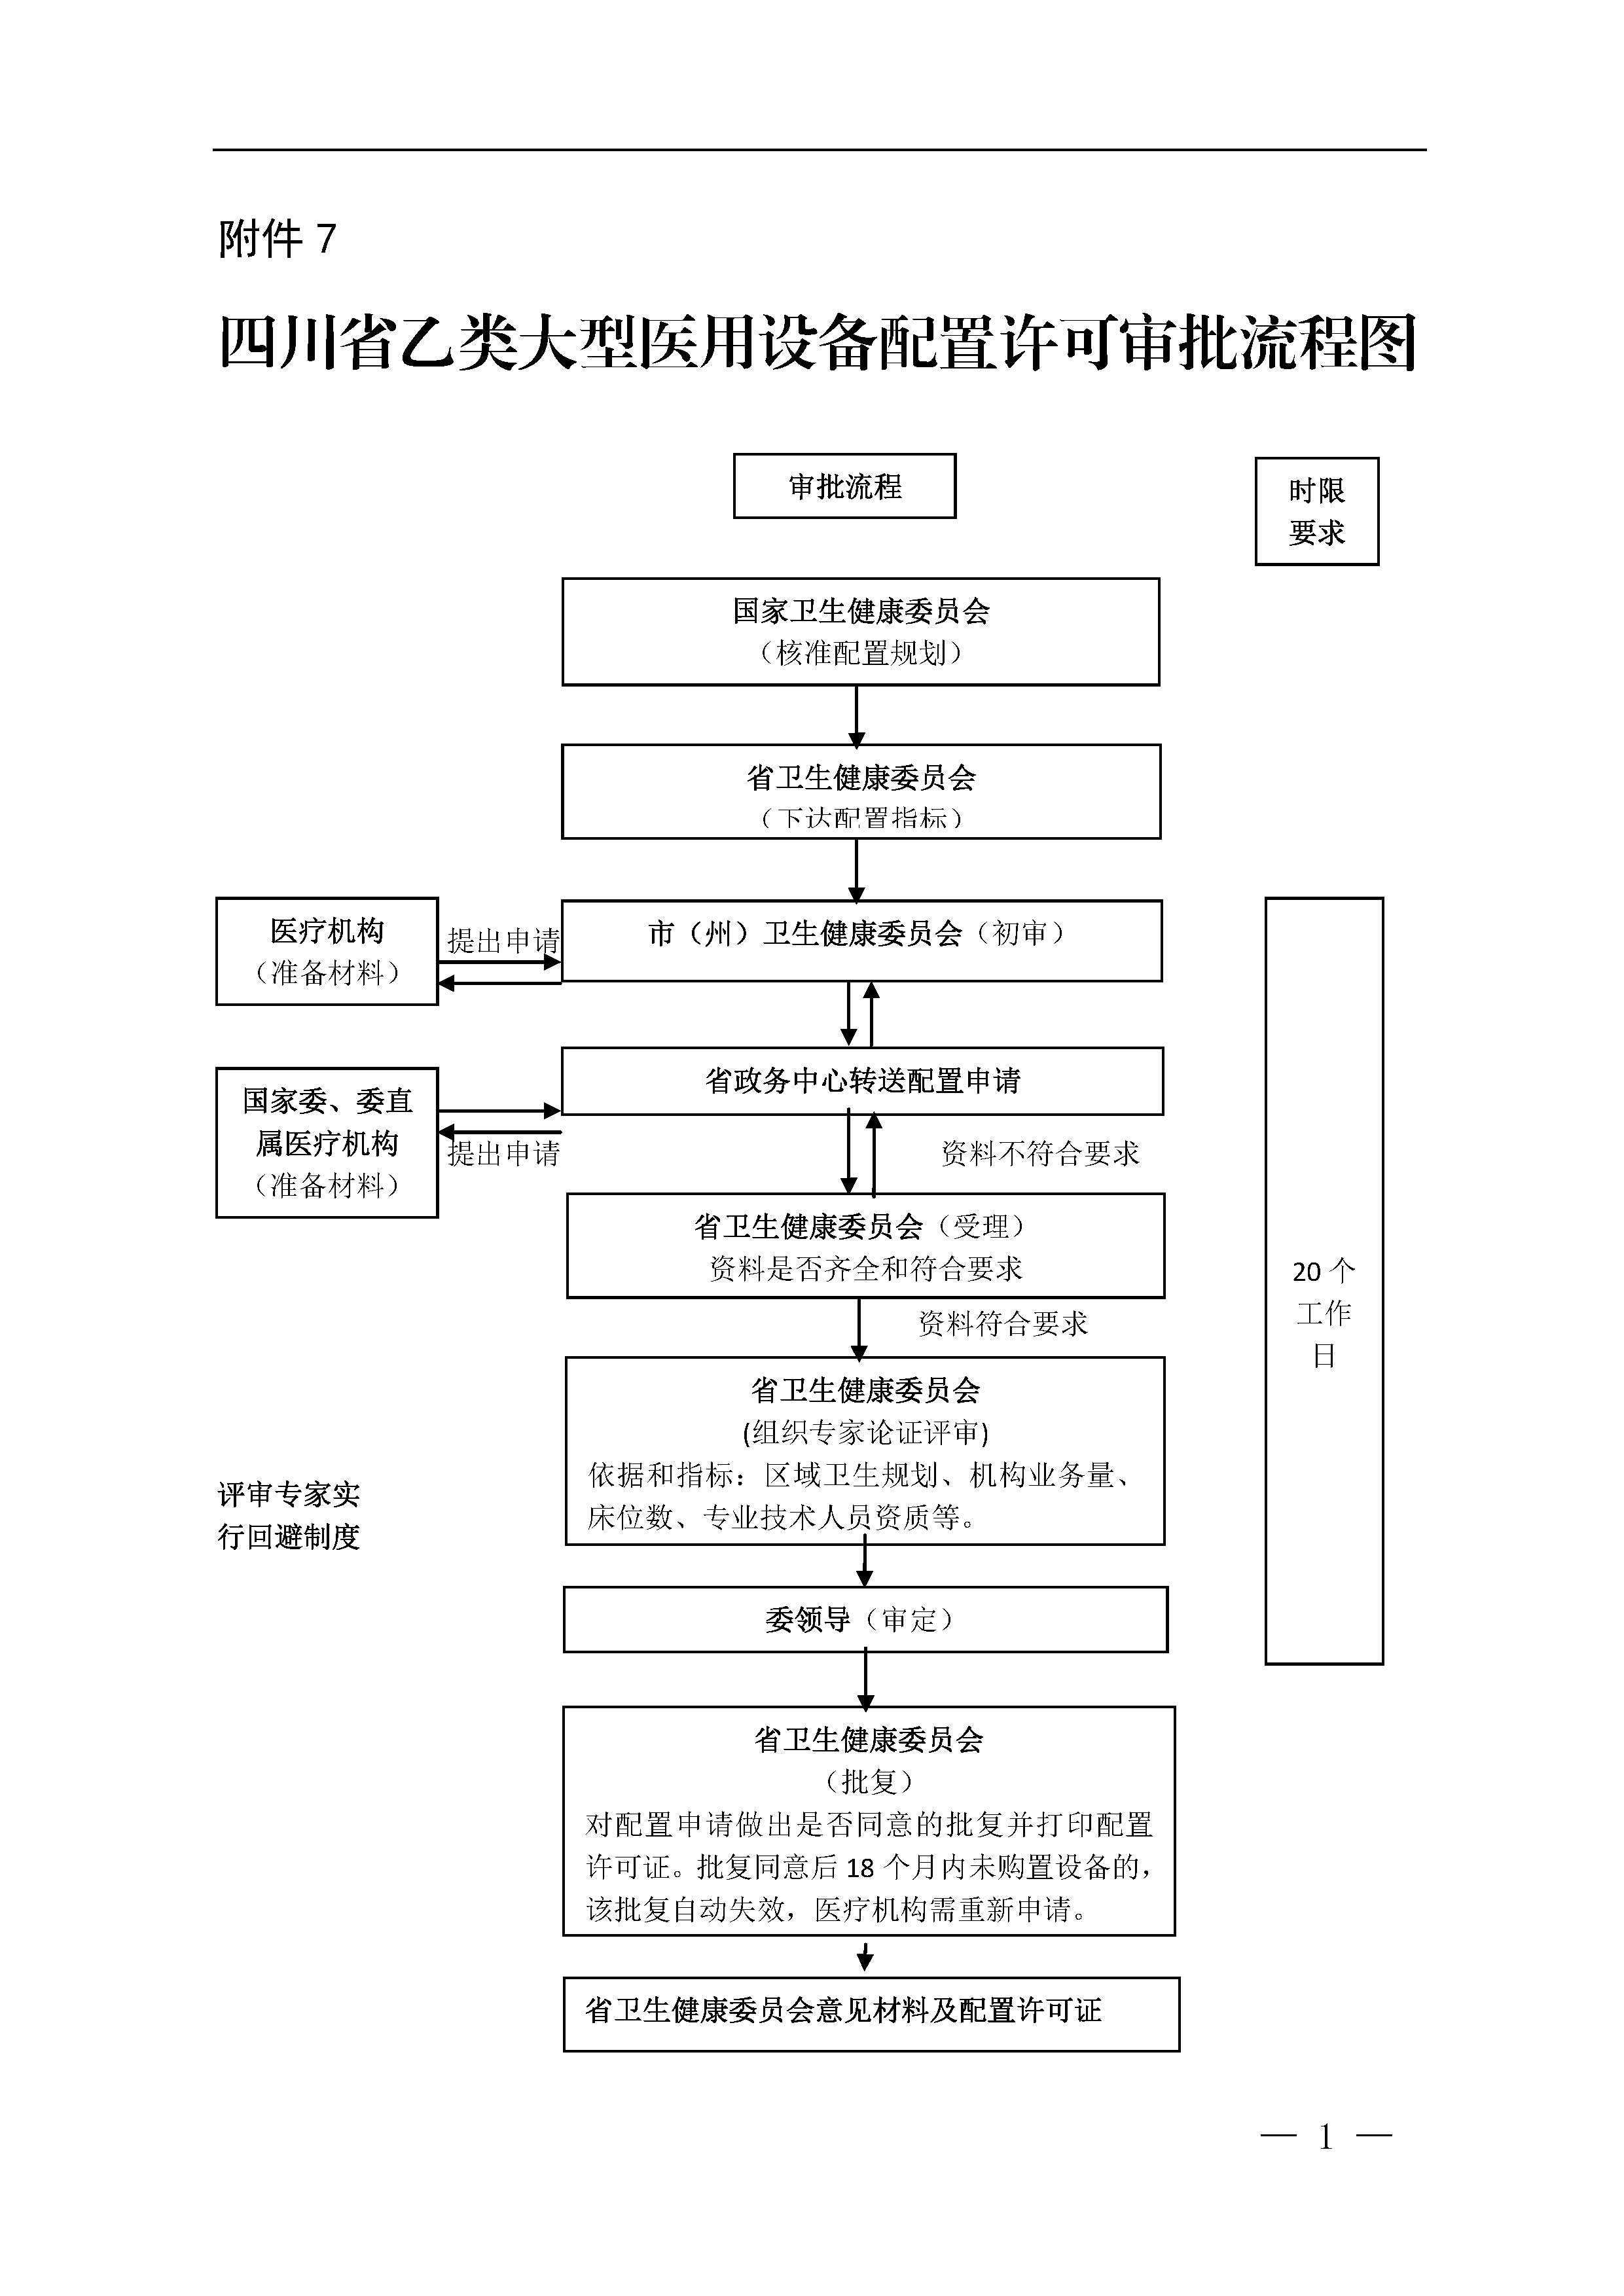 附件 7
四川省乙类大型医用设备配置许可审批流程图
审批流程
时限
要求
国家卫生健康委员会
（核准配置规划）
省卫生健康委员会
（下达配置指标）
医疗机构
（准备材料）
提出申请
市（州）卫生健康委员会（初审）
省政务中心转送配置申请
国家委、委直
属医疗机构
（准备材料）
提出申请
资料不符合要求
省卫生健康委员会（受理）
资料是否齐全和符合要求
20 个
工作
日
资料符合要求
省卫生健康委员会
(组织专家论证评审)
依据和指标：区域卫生规划、机构业务量、
床位数、专业技术人员资质等。
评审专家实
行回避制度
委领导（审定）
省卫生健康委员会
（批复）
对配置申请做出是否同意的批复并打印配置
许可证。批复同意后 18 个月内未购置设备的，
该批复自动失效，医疗机构需重新申请。
省卫生健康委员会意见材料及配置许可证
— 1 —